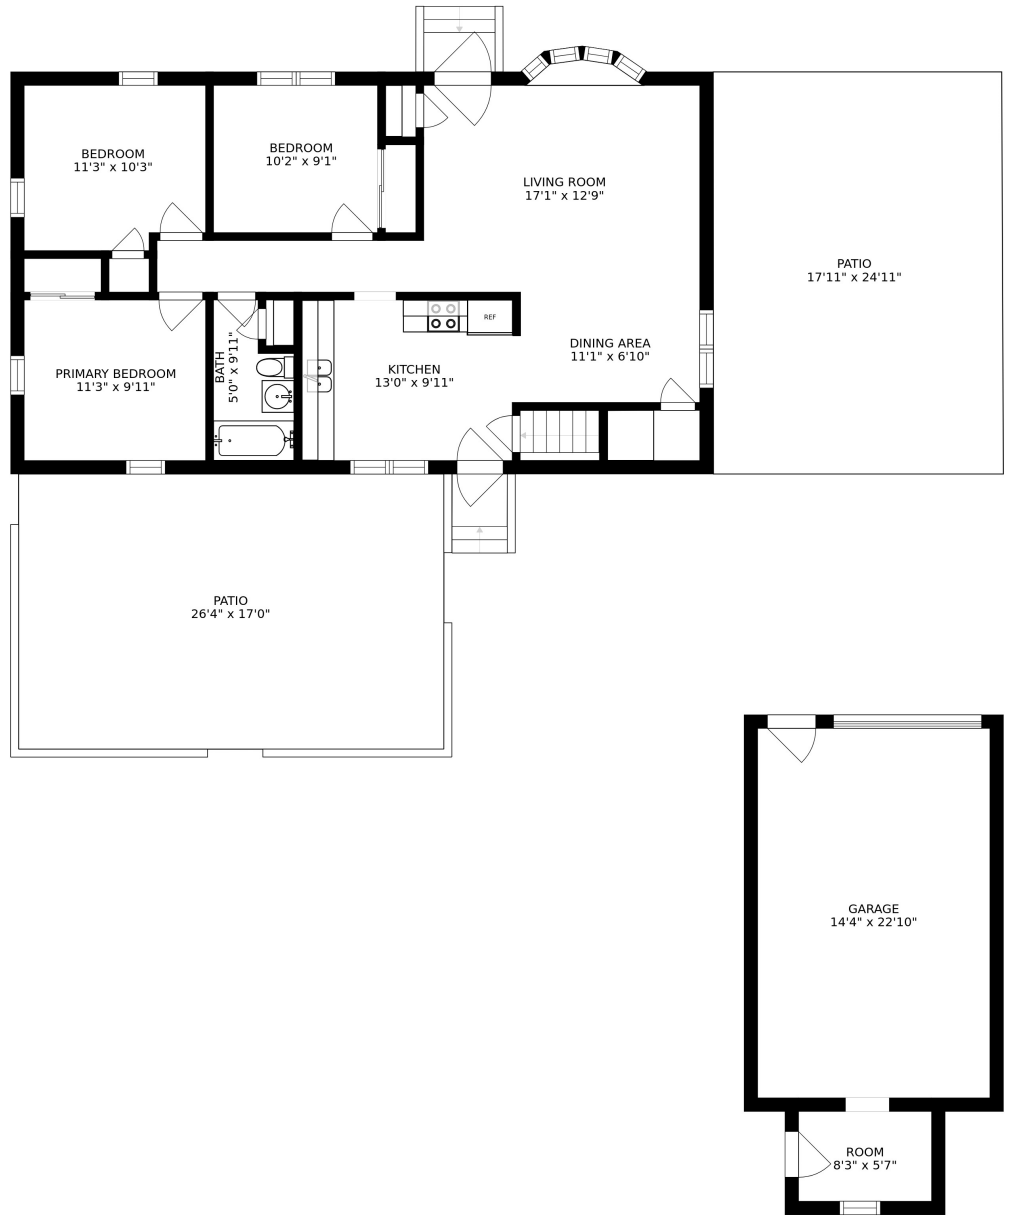 BEDROOM
11'3" x 10'3"
BEDROOM
10'2" x 9'1"
LIVING ROOM
17'1" x 12'9"
PATIO
17'11" x 24'11"
REF
DINING AREA
11'1" x 6'10"
KITCHEN
13'0" x 9'11"
BATH
5'0" x 9'11"
PRIMARY BEDROOM
11'3" x 9'11"
PATIO
26'4" x 17'0"
GARAGE
14'4" x 22'10"
ROOM
8'3" x 5'7"